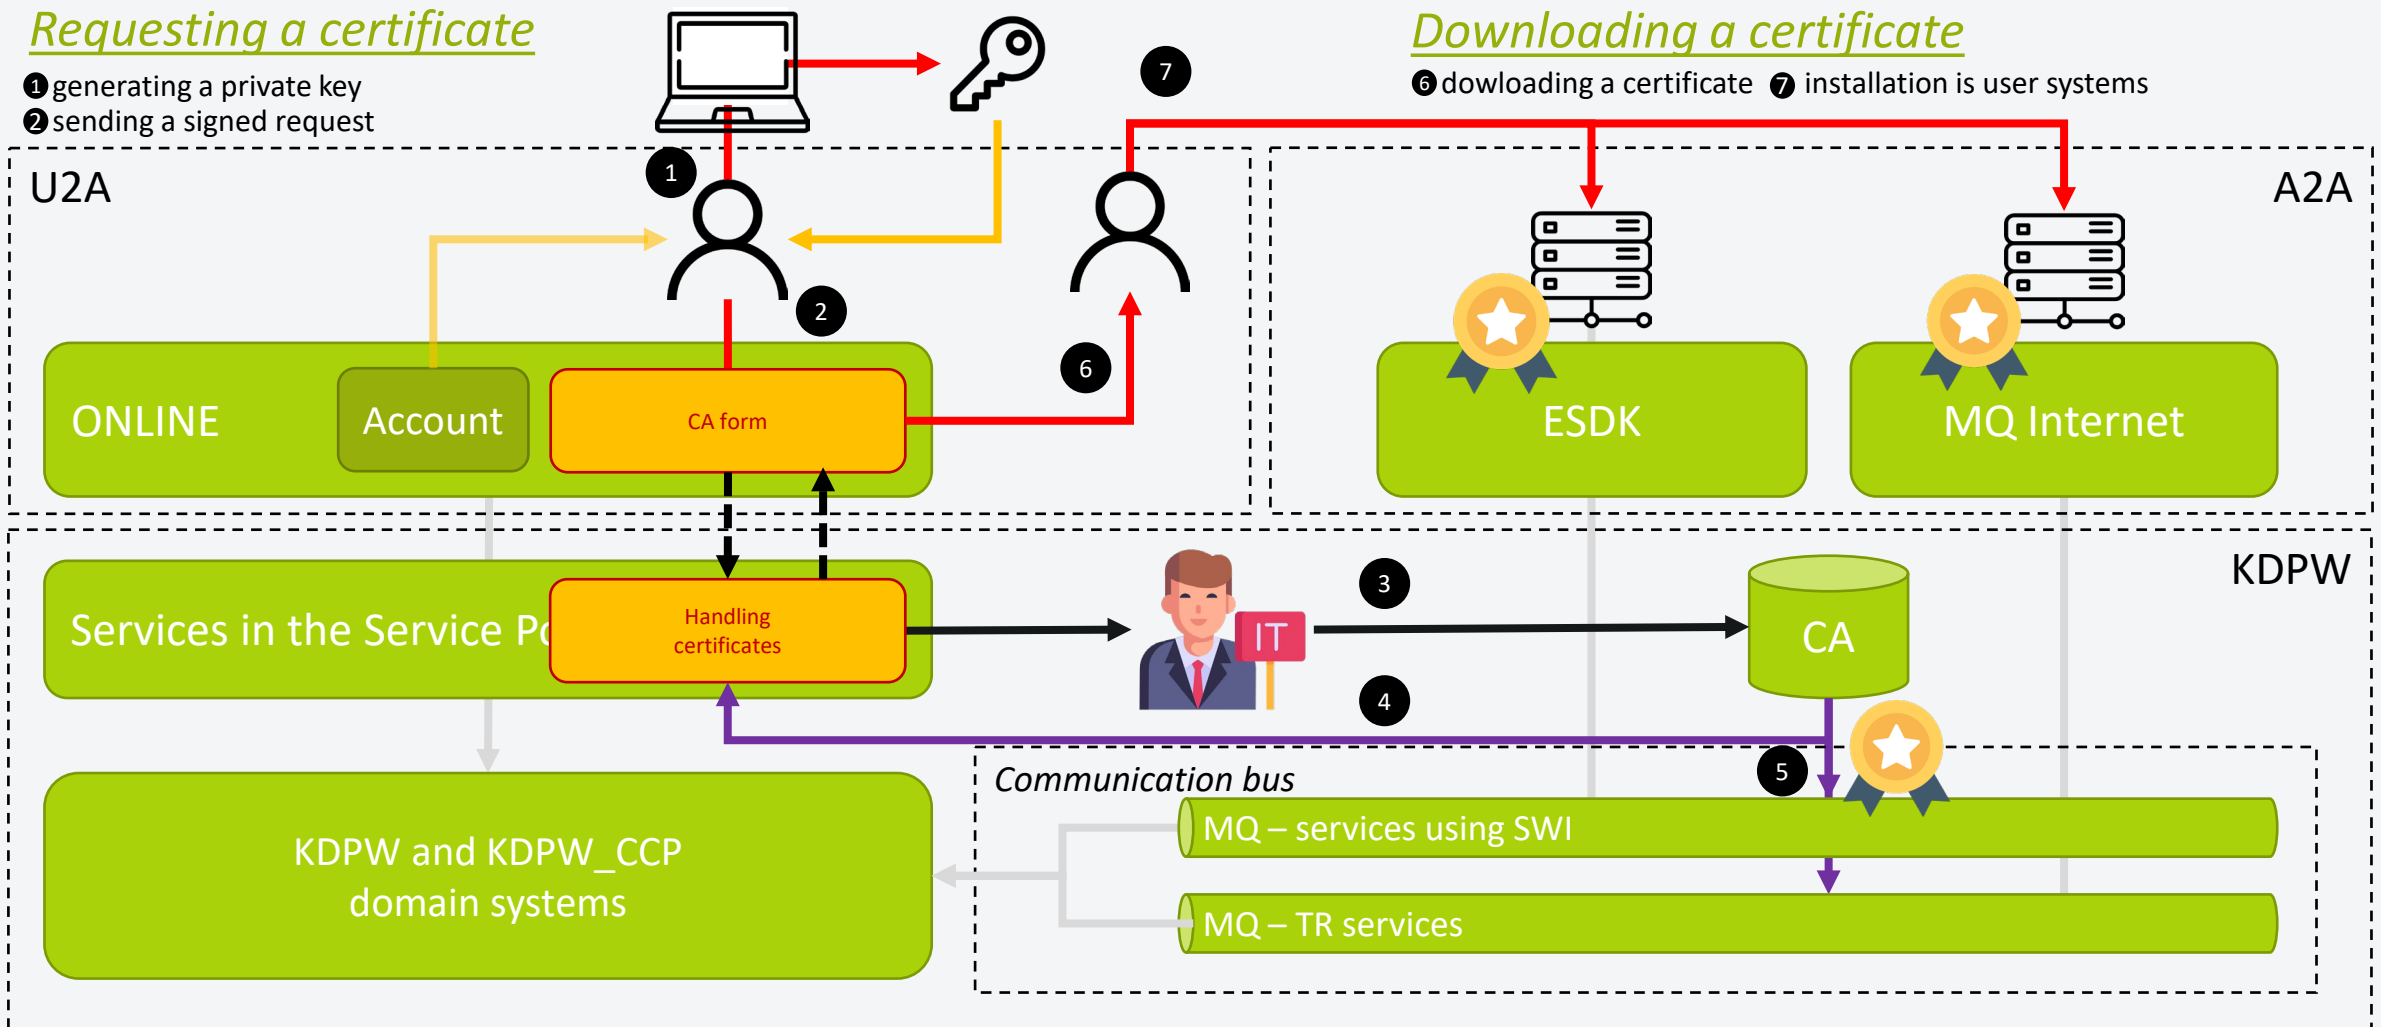 Requesting a certificate
1 generating a private key
2 sending a signed request
Downloading a certificate
6 dowloading a certificate 7 installation is user systems
7
1
U2A
A2A
2
6
ONLINE
Account
CA form
ESDK
MQ Internet
KDPW
3
Services in the Service Po
Handling
certificates
IT
CA
4
Communication bus
5
MQ – services using SWI
KDPW and KDPW_CCP
domain systems
MQ – TR services